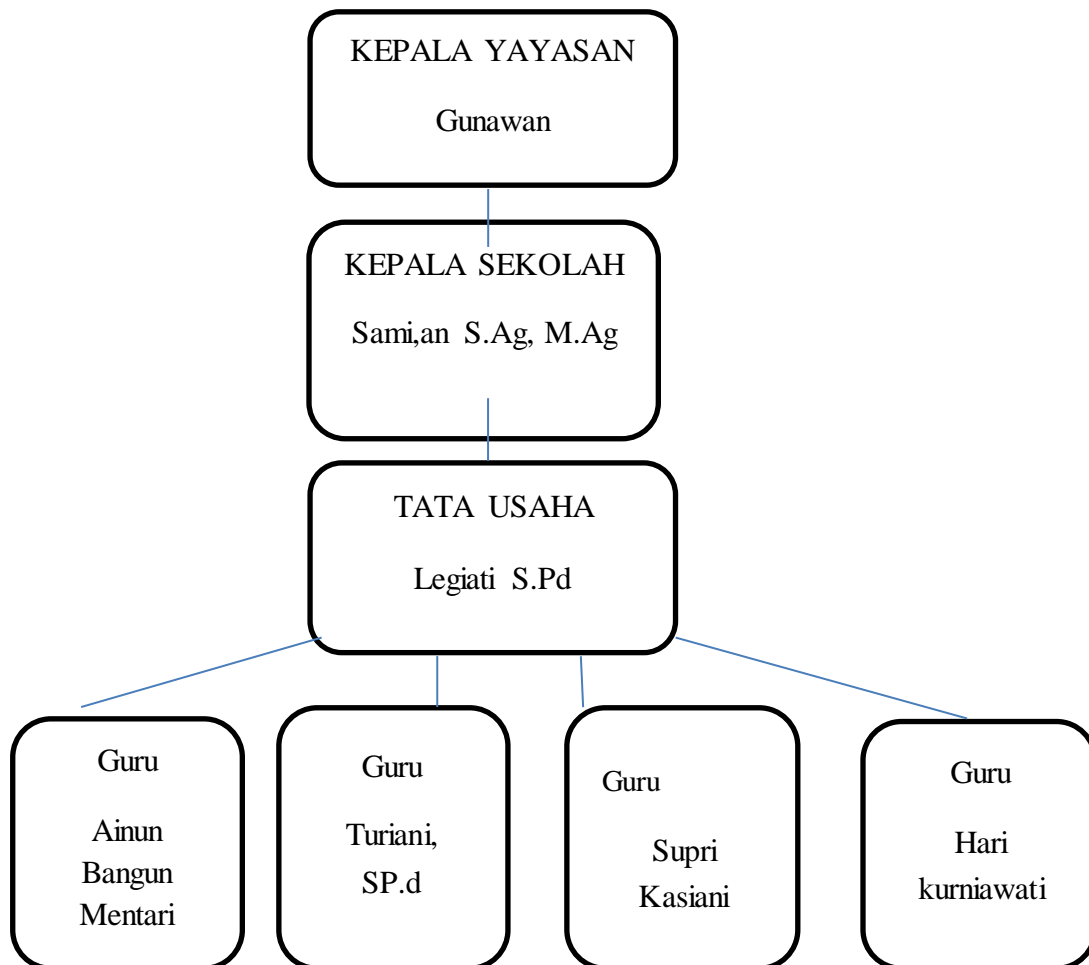 KEPALA YAYASAN
Gunawan
KEPALA SEKOLAH
Sami,an S.Ag, M.Ag
TATA USAHA
Legiati S.Pd
Guru
Ainun
Bangun
Mentari
Guru
Turiani,
SP.d
Guru
Supri
Kasiani
Guru
Hari
kurniawati